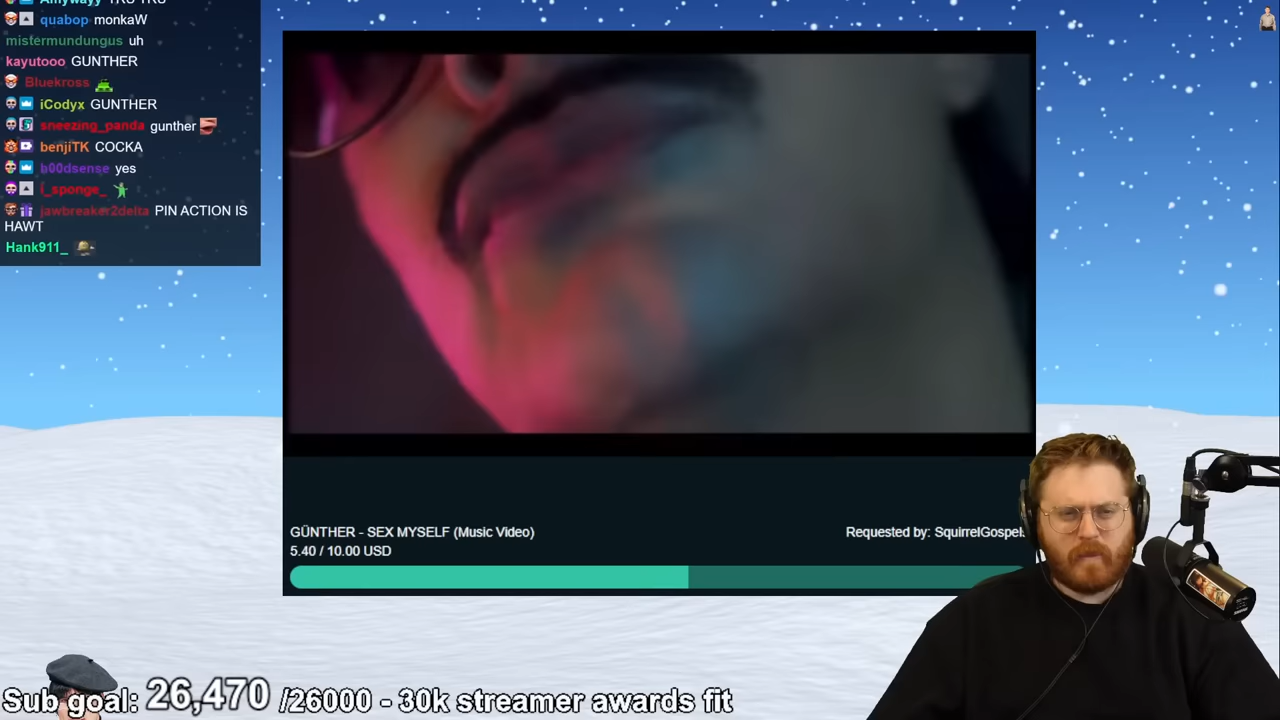 quabop monkaW
mistermundungus uh
kayutooo GUNTHER
Bluekross
iCodyx GUNTHER
sneezing_panda gunther
benjiTK COCKA
b00dsense yes
i_sponge_
jawbreaker2delta PIN ACTION IS
HAWT
Hank911_
GÜNTHER - SEX MYSELF (Music Video)
Requested by: SquirrelGospel
5.40 / 10.00 USD
Sub goal: 26,470 /26000 - 30k streamer awards fit